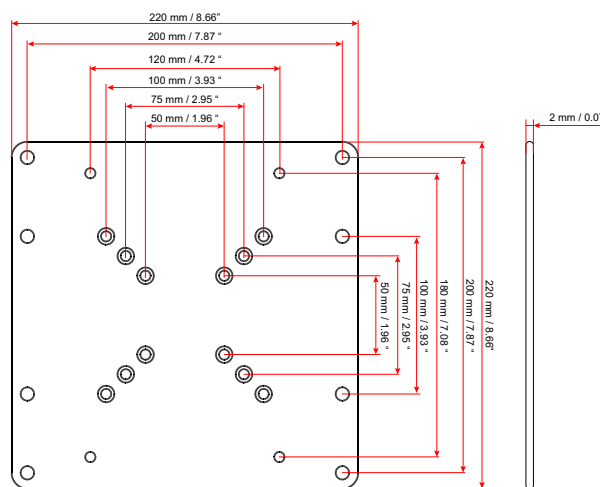 220 mm / 8.66"
200 mm / 7.87 “
120 mm / 4.72 “
100 mm / 3.93 “
75 mm / 2.95 “
50 mm / 1.96 “
2 mm / 0.07
50 mm / 1.96 “
75 mm / 2.95 “
100 mm / 3.93 “
180 mm / 7.08 “
200 mm / 7.87 “
220 mm / 8.66"